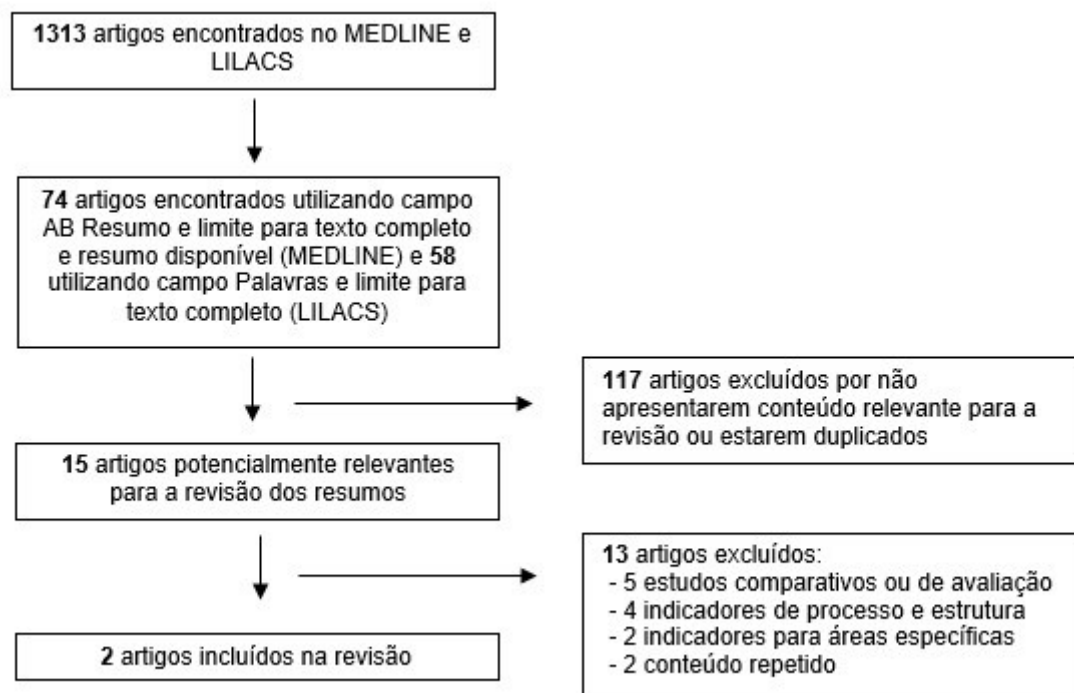 1313 artigos encontrados no MEDLINE e
LILACS
74 artigos encontrados utilizando campo
AB Resumo e limite para texto completo
e resumo disponível (MEDLINE) e 58
utilizando campo Palavras e limite para
texto completo (LILACS)
117 artigos excluídos por não
apresentarem conteúdo relevante para a
revisão ou estarem duplicados
15 artigos potencialmente relevantes
para a revisão dos resumos
13 artigos excluídos:
- 5 estudos comparativos ou de avaliação
- 4 indicadores de processo e estrutura
- 2 indicadores para áreas específicas
- 2 conteúdo repetido
2 artigos incluídos na revisão